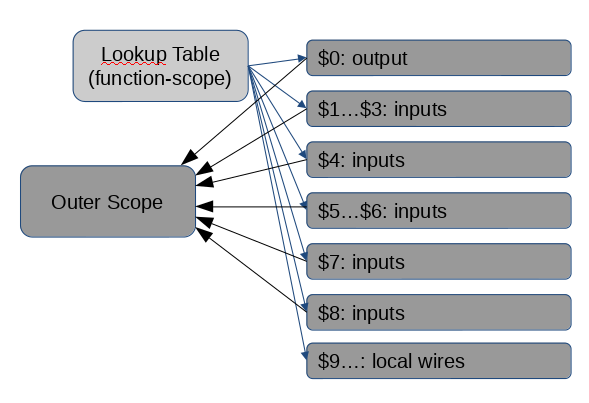 Lookup Table
(function-scope)
Outer Scope
$0: output
$1…$3: inputs
$4: inputs
$5…$6: inputs
$7: inputs
$8: inputs
$9…: local wires